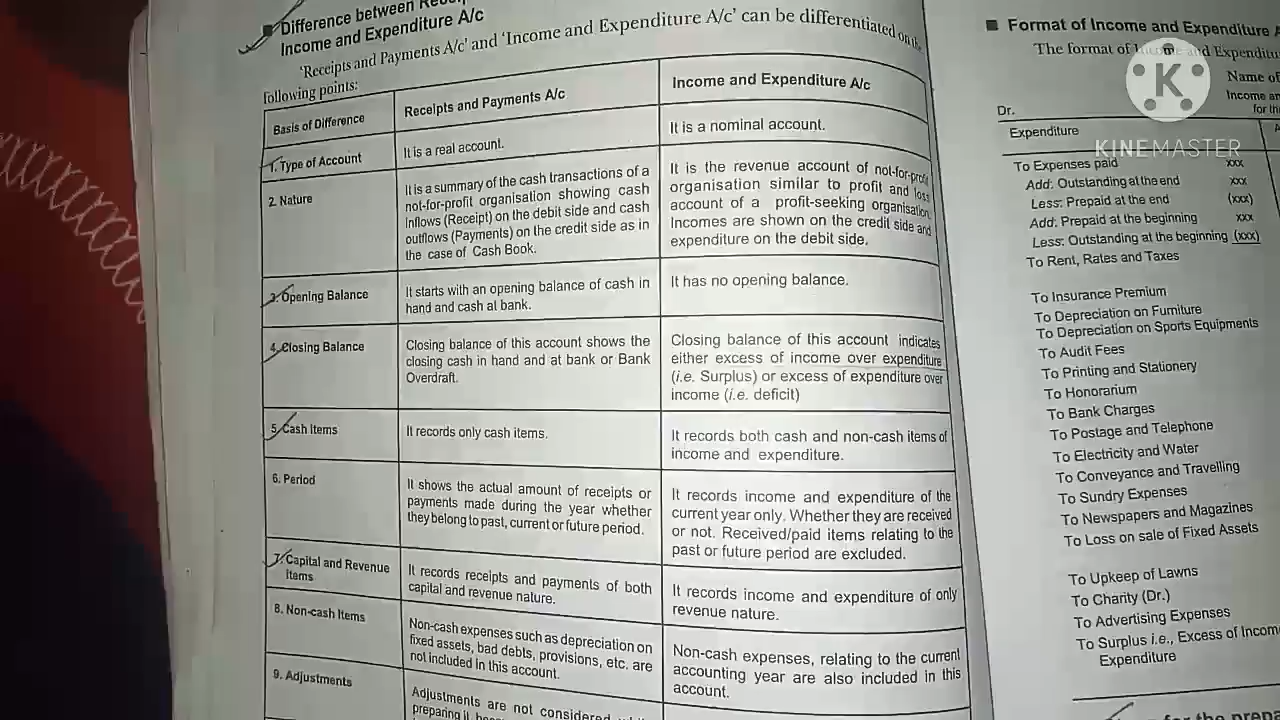 ■ Difference between
Income and Expenditure A/c
'Receipts and Payments A/c' and 'Income and Expenditure A/c' can be differentiated on the
following points:
Basis of Difference
Receipts and Payments A/c
Income and Expenditure A/c
1. Type of Account
It is a real account.
It is a nominal account.
2. Nature
It is a summary of the cash transactions of a
not-for-profit organisation showing cash
inflows (Receipt) on the debit side and cash
outflows (Payments) on the credit side as in
the case of Cash Book.
It is the revenue account of not-for-profit
organisation similar to profit and loss
account of a profit-seeking organisation.
Incomes are shown on the credit side and
expenditure on the debit side.
3. Opening Balance
It starts with an opening balance of cash in
hand and cash at bank.
It has no opening balance.
4. Closing Balance
Closing balance of this account shows the
closing cash in hand and at bank or Bank
Overdraft.
Closing balance of this account indicates
either excess of income over expenditure
(i.e. Surplus) or excess of expenditure over
income (i.e. deficit)
5. Cash Items
It records only cash items.
It records both cash and non-cash items of
income and expenditure.
6. Period
It shows the actual amount of receipts or
payments made during the year whether
they belong to past, current or future period.
It records income and expenditure of the
current year only. Whether they are received
or not. Received/paid items relating to the
past or future period are excluded.
7. Capital and Revenue
Items
It records receipts and payments of both
capital and revenue nature.
It records income and expenditure of only
revenue nature.
8. Non-cash Items
Non-cash expenses such as depreciation on
fixed assets, bad debts, provisions, etc. are
not included in this account.
Non-cash expenses, relating to the current
accounting year are also included in this
account.
9. Adjustments
Adjustments are not considered
preparing it
■ Format of Income and Expenditure
The format of Income and
Name of
Income
for
Dr.
Expenditure
To Expenses paid xxx
Add: Outstanding at the end xxx
Less: Prepaid at the end (xxx)
Add: Prepaid at the beginning xxx
Less: Outstanding at the beginning (xxx)
To Rent, Rates and Taxes
To Insurance Premium
To Depreciation on Furniture
To Depreciation on Sports Equipments
To Audit Fees
To Printing and Stationery
To Honorarium
To Bank Charges
To Postage and Telephone
To Electricity and Water
To Conveyance and Travelling
To Sundry Expenses
To Newspapers and Magazines
To Loss on sale of Fixed Assets
To Upkeep of Lawns
To Charity (Dr.)
To Advertising Expenses
To Surplus i.e., Excess of
Expenditure
for the
K
KINEMASTER